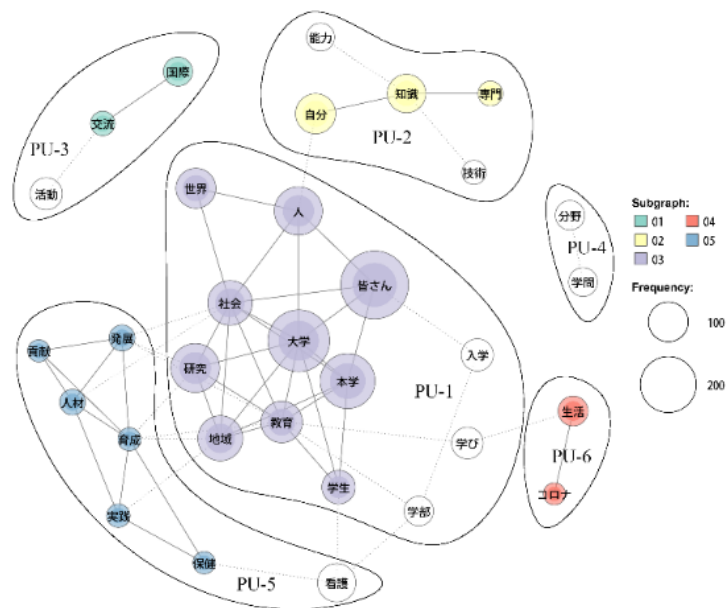 能力
国際
知識
専門
自分
交流
PU-2
PU-3
技術
活動
世界
人
分野
PU-4
学問
皆さん
社会
大学
発展
貢献
入学
研究
本学
PU-1
人材
教育
生活
地域
育成
学び
PU-6
学生
コロナ
学部
実践
保健
PU-5
看護
Subgraph:
01
04
02
05
03
Frequency:
100
200